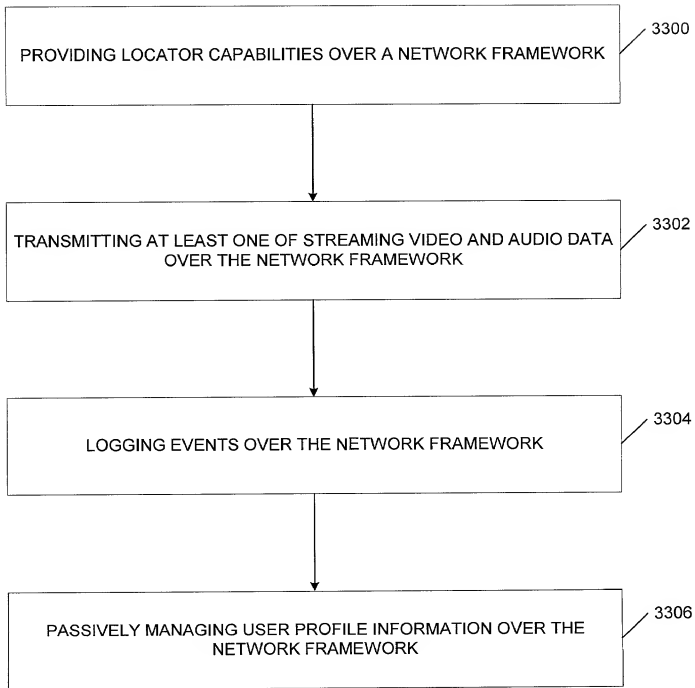 PROVIDING LOCATOR CAPABILITIES OVER A NETWORK FRAMEWORK
3300
TRANSMITTING AT LEAST ONE OF STREAMING VIDEO AND AUDIO DATA
OVER THE NETWORK FRAMEWORK
3302
LOGGING EVENTS OVER THE NETWORK FRAMEWORK
3304
PASSIVELY MANAGING USER PROFILE INFORMATION OVER THE
NETWORK FRAMEWORK
3306